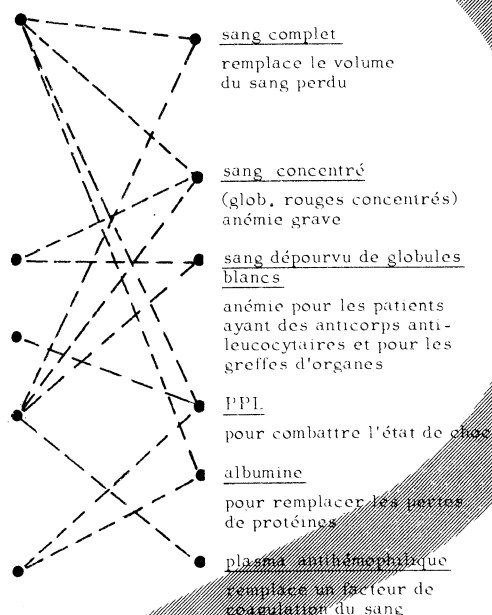 sang complet
remplace le volume
du sang perdu
sang concentré
(glob. rouges concentrés)
anémie grave
sang dépourvu de globules
blancs
anémie pour les patients
ayant des anticorps anti-
leucocytaires et pour les
greffes d'organes
PPL
pour combattre l'état de choc
albumine
pour remplacer les pertes
de protéines
plasma antihémophilique
remplace un facteur de
coagulation du sang